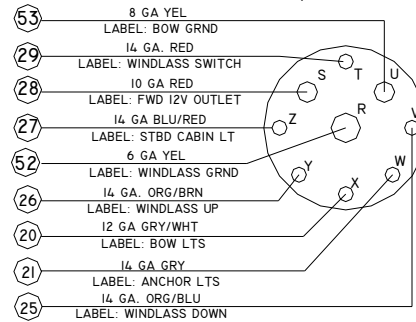 53
8 GA YEL
LABEL: BOW GRND
29
14 GA. RED
LABEL: WINDLASS SWITCH
28
10 GA RED
LABEL: FWD 12V OUTLET
27
14 GA BLU/RED
LABEL: STBD CABIN LT
52
6 GA YEL
LABEL: WINDLASS GRND
26
14 GA. ORG/BRN
LABEL: WINDLASS UP
20
12 GA GRY/WHT
LABEL: BOW LTS
21
14 GA GRY
LABEL: ANCHOR LTS
25
14 GA. ORG/BLU
LABEL: WINDLASS DOWN
T
U
S
V
Z
R
Y
W
X